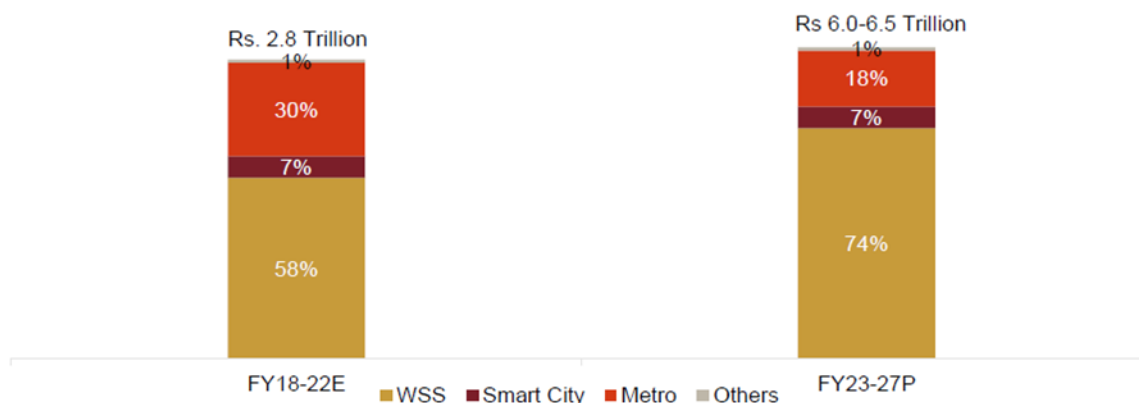 Rs. 2.8 Trillion
1%
30%
7%
58%
FY18-22E
Rs 6.0-6.5 Trillion
1%
18%
7%
74%
FY23-27P
WSS Smart City Metro Others